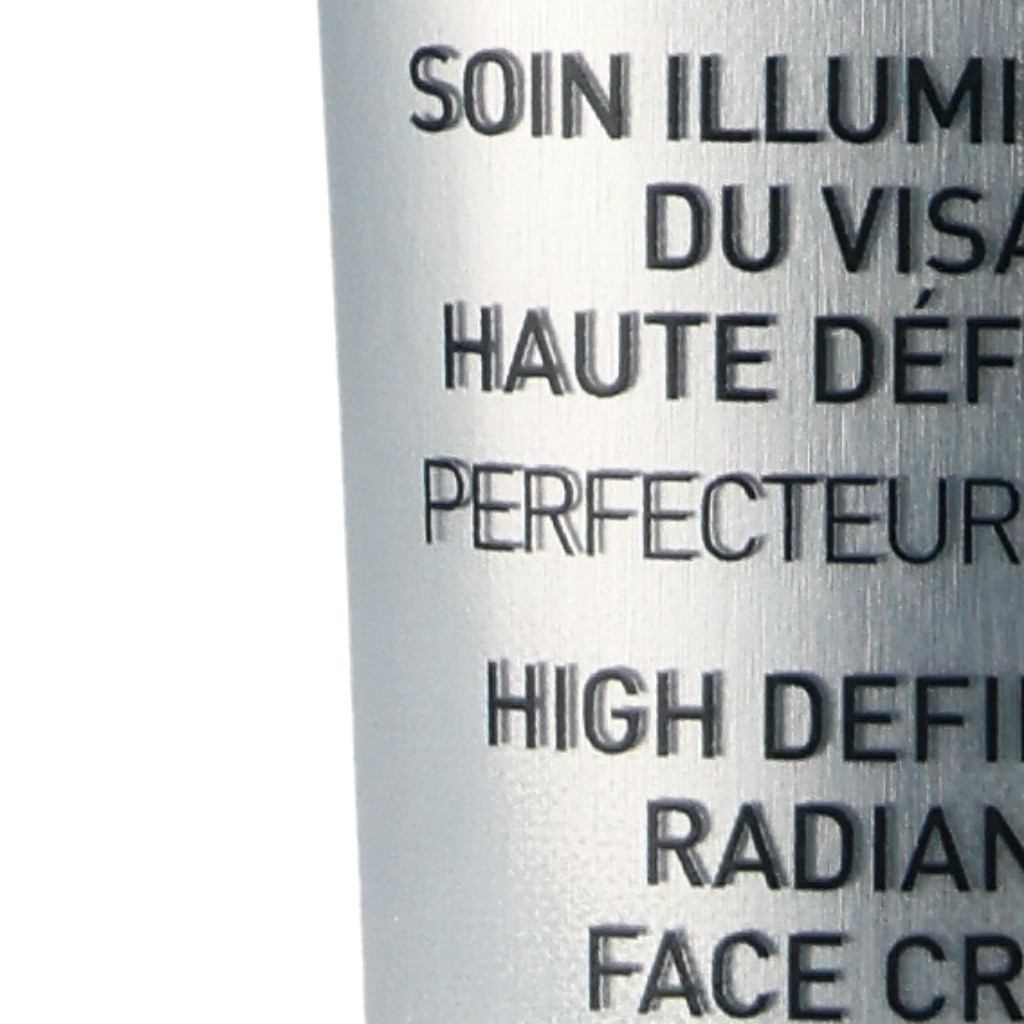 SOIN ILLUMI
DU VISA
HAUTE DÉF
PERFECTEUR
HIGH DEFI
RADIAN
FACE CR